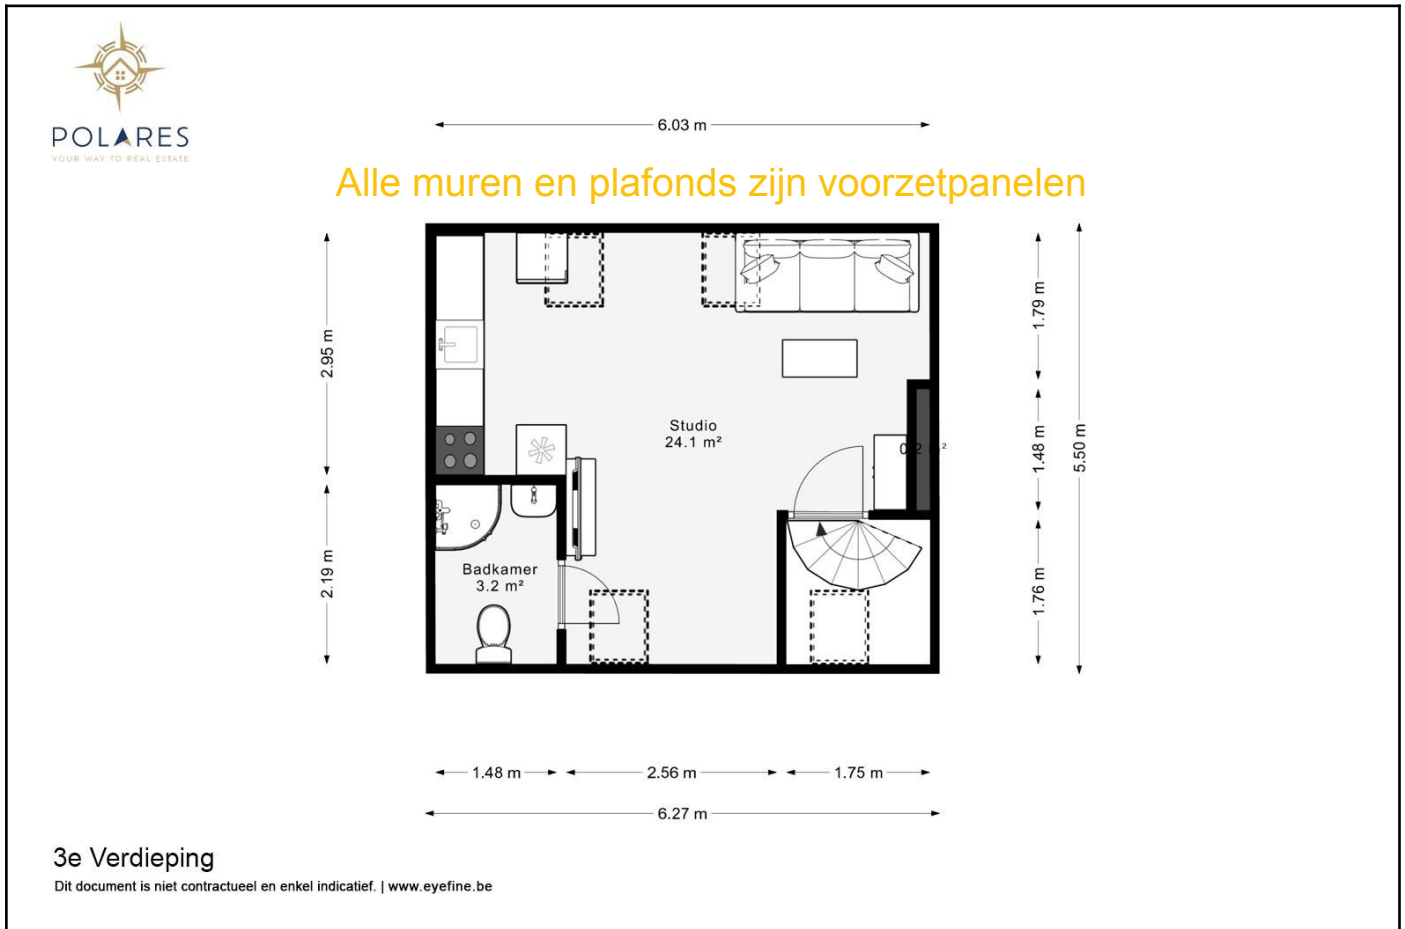 POLARES
YOUR WAY TO REAL ESTATE
6.03 m
Alle muren en plafonds zijn voorzetpanelen
2.95 m
1.79 m
Studio
24.1 m²
1.48 m
5.50 m
Badkamer
3.2 m²
2.19 m
1.76 m
1.48 m
2.56 m
1.75 m
6.27 m
3e Verdieping
Dit document is niet contractueel en enkel indicatief. | www.eyefine.be